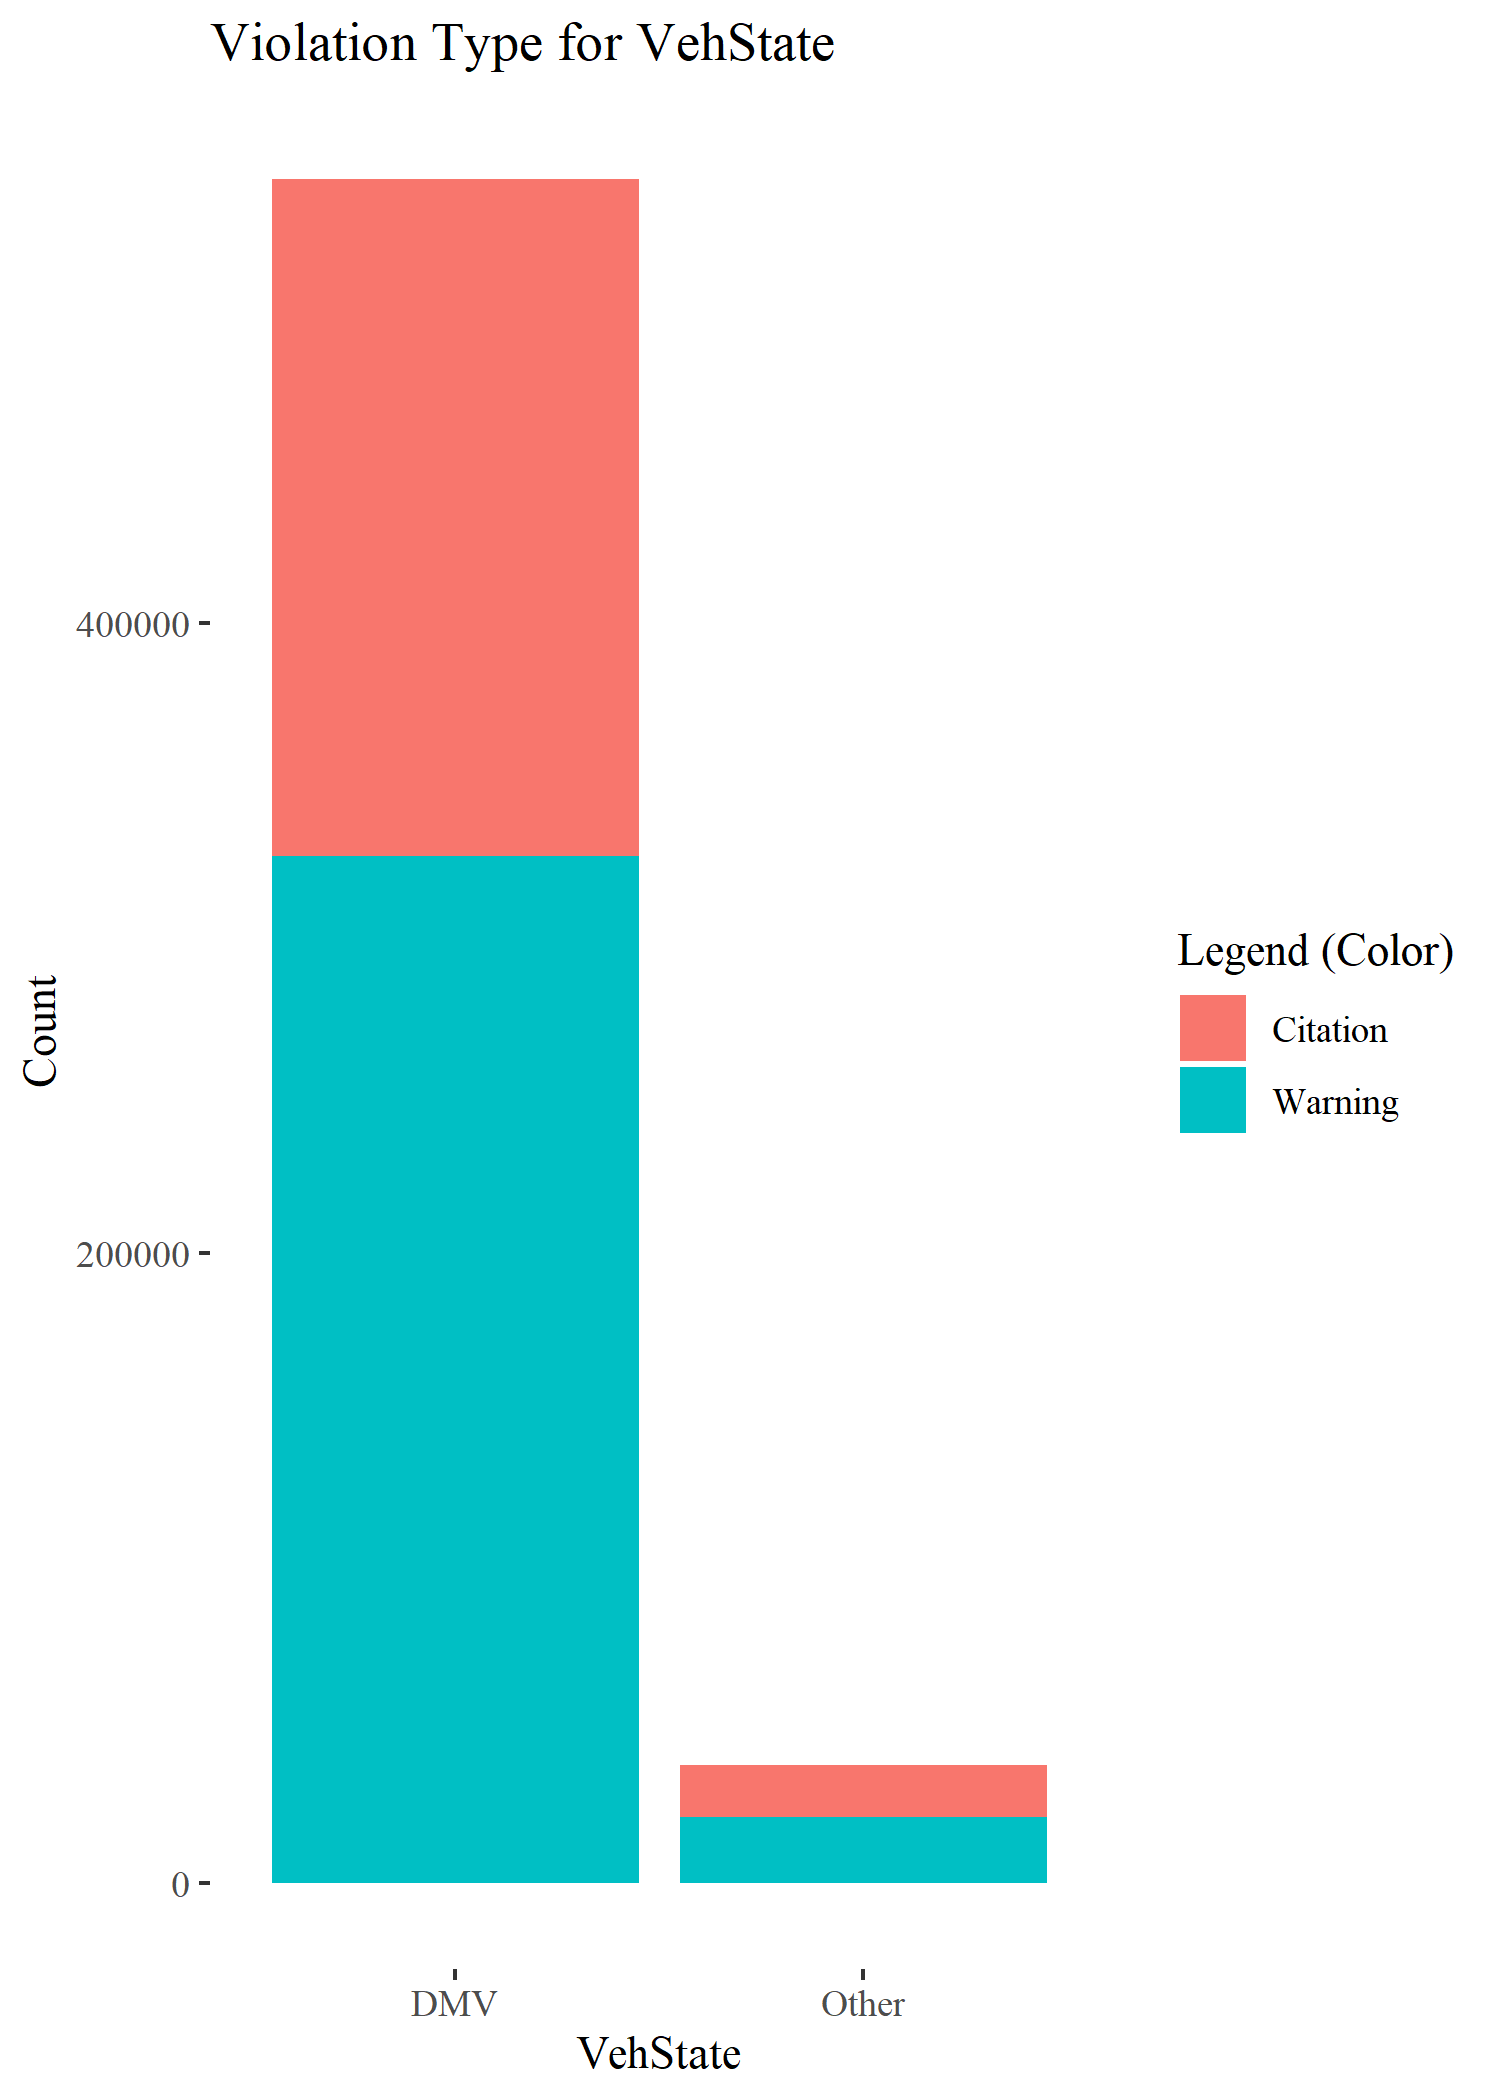 Violation Type for VehState
Count
400000
200000
0
DMV
Other
VehState
Legend (Color)
Citation
Warning